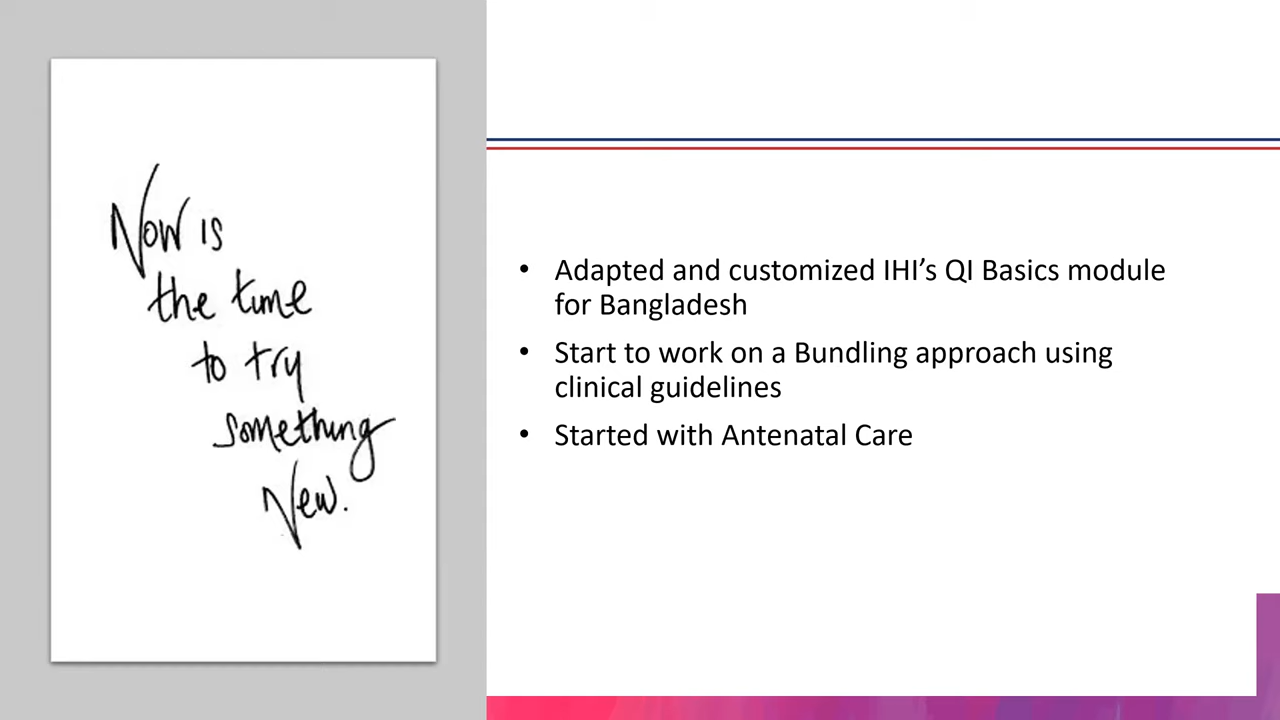 Now is
the time
to try
something
New.
• Adapted and customized IHI’s QI Basics module
for Bangladesh
• Start to work on a Bundling approach using
clinical guidelines
• Started with Antenatal Care